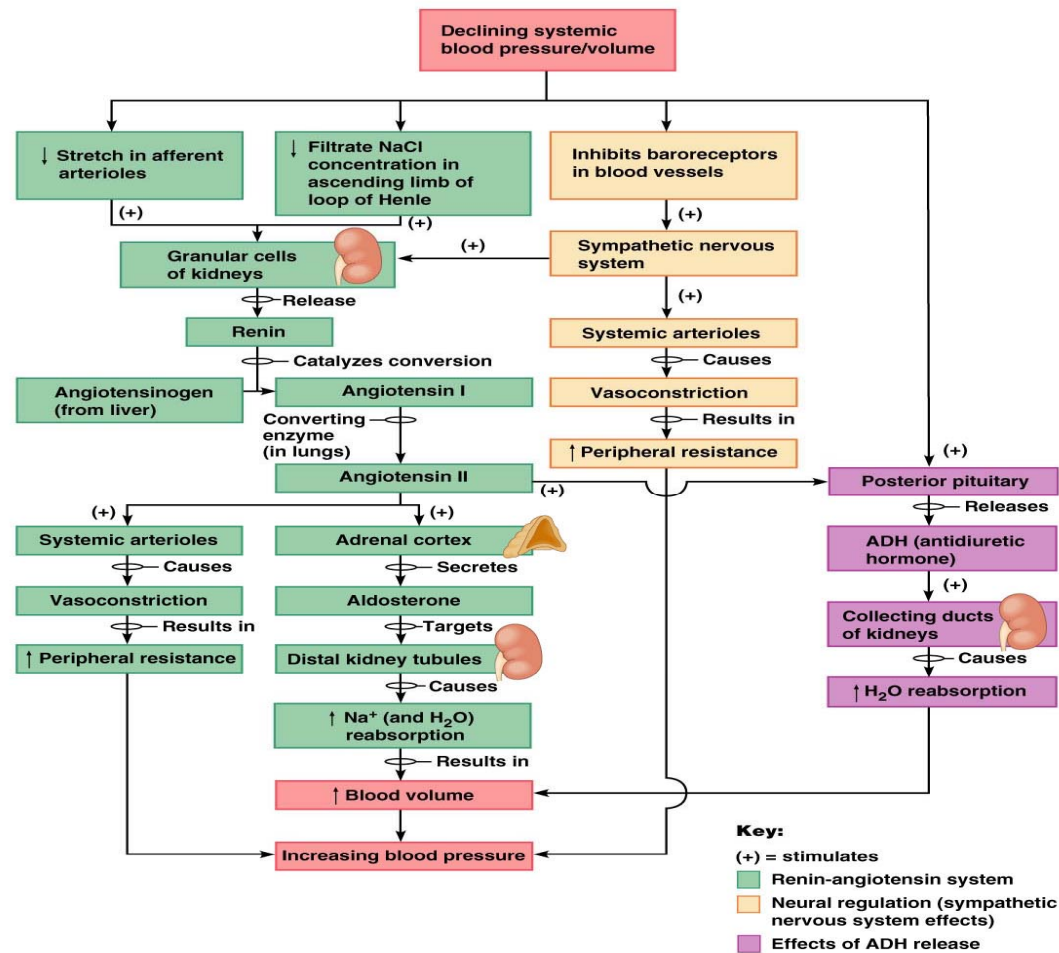 Declining systemic
blood pressure/volume
↓ Stretch in afferent
arterioles
↓ Filtrate NaCl
concentration in
ascending limb of
loop of Henle
Inhibits baroreceptors
in blood vessels
(+)
(+)
(+)
Granular cells
of kidneys
(+)
Sympathetic nervous
system
Release
(+)
Renin
Systemic arterioles
Catalyzes conversion
Causes
Angiotensinogen
(from liver)
Angiotensin I
Vasoconstriction
Converting
enzyme
(in lungs)
Results in
↑ Peripheral resistance
(+)
Angiotensin II
(+)
Posterior pituitary
Releases
(+)
(+)
Systemic arterioles
Adrenal cortex
ADH (antidiuretic
hormone)
Causes
Secretes
(+)
Vasoconstriction
Aldosterone
Collecting ducts
of kidneys
Results in
Targets
↑ Peripheral resistance
Distal kidney tubules
Causes
Causes
↑ H₂O reabsorption
↑ Na⁺ (and H₂O)
reabsorption
Results in
↑ Blood volume
Increasing blood pressure
Key:
(+) = stimulates
Renin-angiotensin system
Neural regulation (sympathetic
nervous system effects)
Effects of ADH release